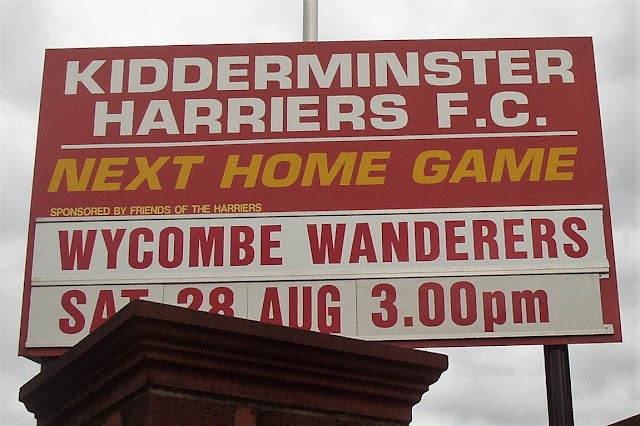 KIDDERMINSTER
HARRIERS F.C.
NEXT HOME GAME
SPONSORED BY FRIENDS OF THE HARRIERS
WYCOMBE WANDERERS
SAT 28 AUG 3.00pm